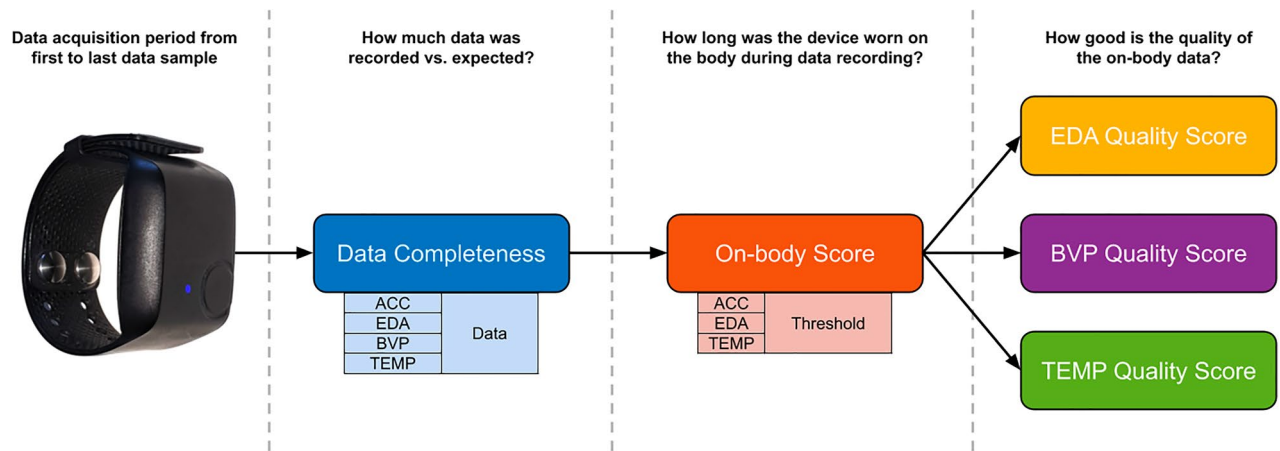 Data acquisition period from
first to last data sample
How much data was
recorded vs. expected?
How long was the device worn on
the body during data recording?
How good is the quality of
the on-body data?
Data Completeness
ACC
EDA
BVP
TEMP
Data
On-body Score
ACC
EDA
TEMP
Threshold
EDA Quality Score
BVP Quality Score
TEMP Quality Score